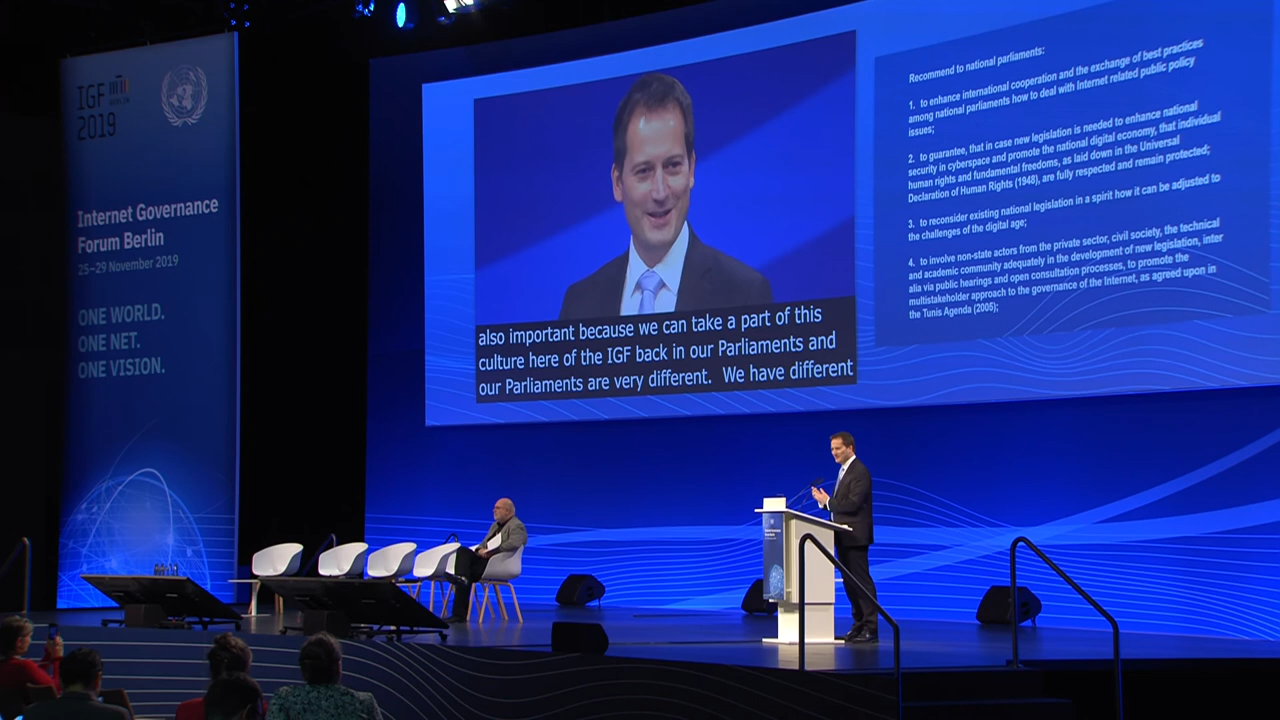 IGF
2019
Internet Governance
Forum Berlin
25–29 November 2019
ONE WORLD.
ONE NET.
ONE VISION.
also important because we can take a part of this
culture here of the IGF back in our Parliaments and
our Parliaments are very different. We have different
Recommend to national parliaments:
1. to enhance international cooperation and the exchange of best practices
among national parliaments how to deal with Internet related public policy
issues;
2. to guarantee, that in case new legislation is needed to enhance national
security in cyberspace and promote the national digital economy, that individual
human rights and fundamental freedoms, as laid down in the Universal
Declaration of Human Rights (1948), are fully respected and remain protected;
3. to reconsider existing national legislation in a spirit how it can be adjusted to
the challenges of the digital age;
4. to involve non-state actors from the private sector, civil society, the technical
and academic community adequately in the development of new legislation, inter
alia via public hearings and open consultation processes, to promote the
multistakeholder approach to the governance of the Internet, as agreed upon in
the Tunis Agenda (2005);